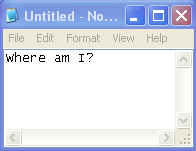 Untitled - No...
File Edit Format View Help
Where am I?